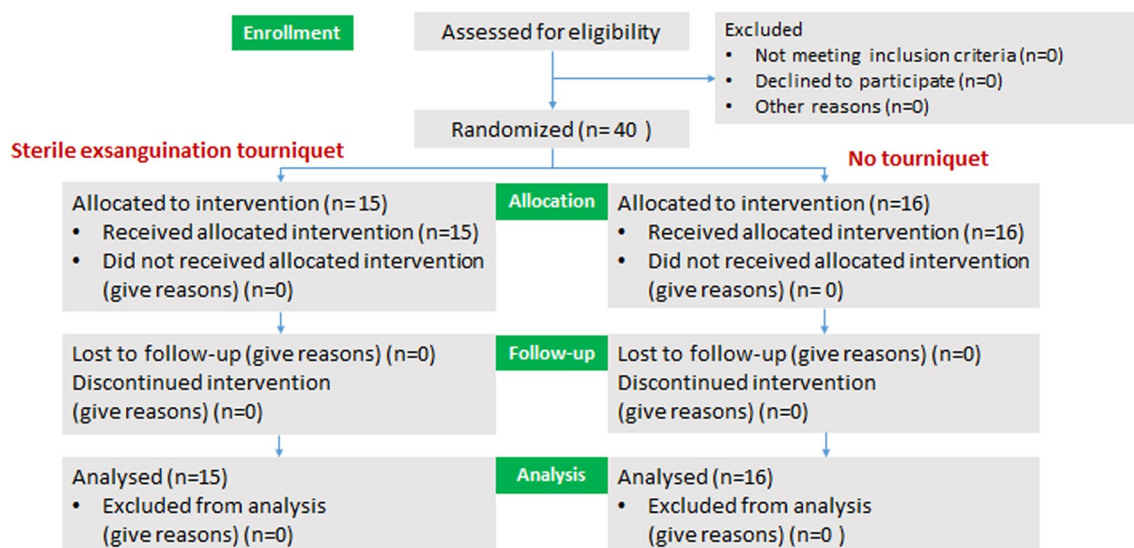 Enrollment
Assessed for eligibility
Excluded
• Not meeting inclusion criteria (n=0)
• Declined to participate (n=0)
• Other reasons (n=0)
Randomized (n= 40 )
Sterile exsanguination tourniquet
No tourniquet
Allocated to intervention (n= 15)
• Received allocated intervention (n=15)
• Did not received allocated intervention
(give reasons) (n=0)
Allocation
Allocated to intervention (n=16)
• Received allocated intervention (n=16)
• Did not received allocated intervention
(give reasons) (n= 0)
Lost to follow-up (give reasons) (n=0)
Discontinued intervention
(give reasons) (n=0)
Follow-up
Lost to follow-up (give reasons) (n=0)
Discontinued intervention
(give reasons) (n=0)
Analysed (n=15)
• Excluded from analysis
(give reasons) (n=0)
Analysis
Analysed (n=16)
• Excluded from analysis
(give reasons) (n=0 )